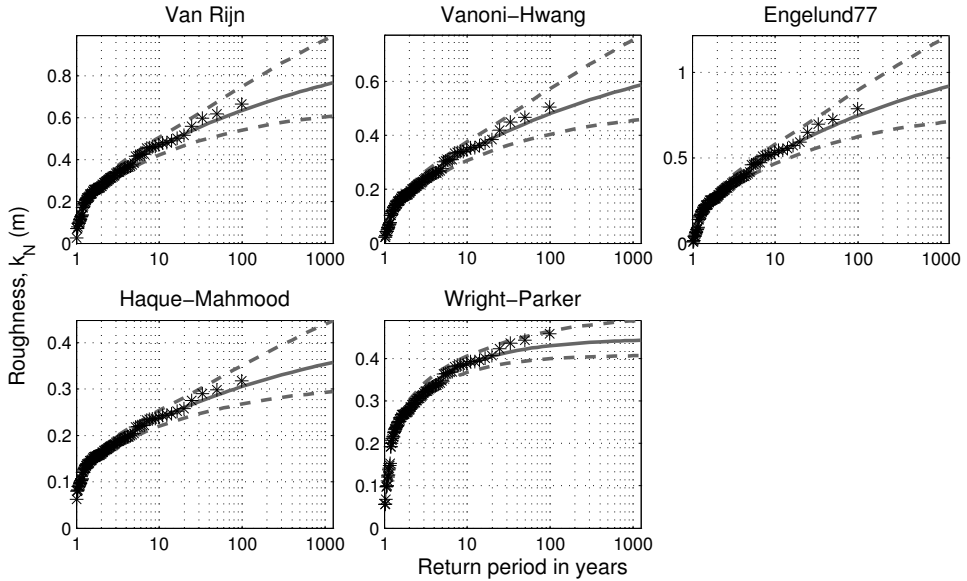 Van Rijn
Vanoni−Hwang
Engelund77
0.8
0.6
0.4
0.2
0
1 10 100 1000
0.6
0.4
0.2
0
1 10 100 1000
1
0.5
0
1 10 100 1000
Roughness, k_N (m)
Haque−Mahmood
Wright−Parker
0.4
0.3
0.2
0.1
0
1 10 100 1000
0.4
0.3
0.2
0.1
0
1 10 100 1000
Return period in years